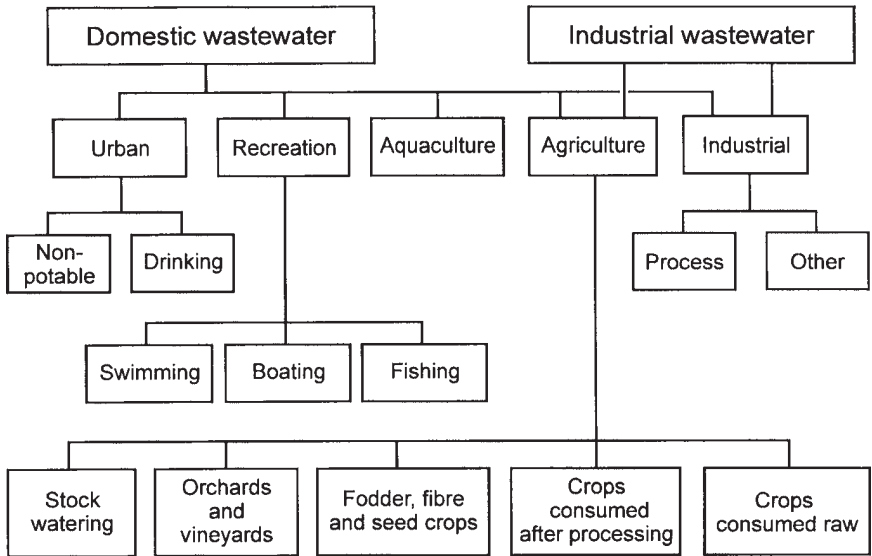 Domestic wastewater
Industrial wastewater
Urban
Recreation
Aquaculture
Agriculture
Industrial
Non-
potable
Drinking
Process
Other
Swimming
Boating
Fishing
Stock
watering
Orchards
and
vineyards
Fodder, fibre
and seed crops
Crops
consumed
after processing
Crops
consumed raw